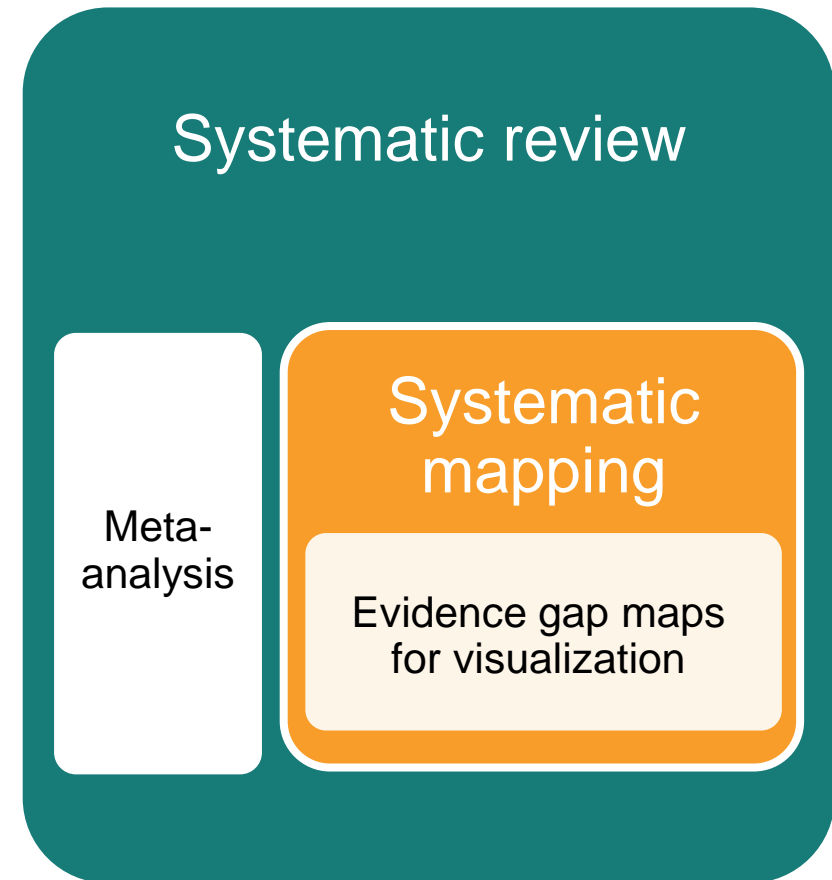 Systematic review
Systematic
mapping
Meta-
analysis
Evidence gap maps
for visualization